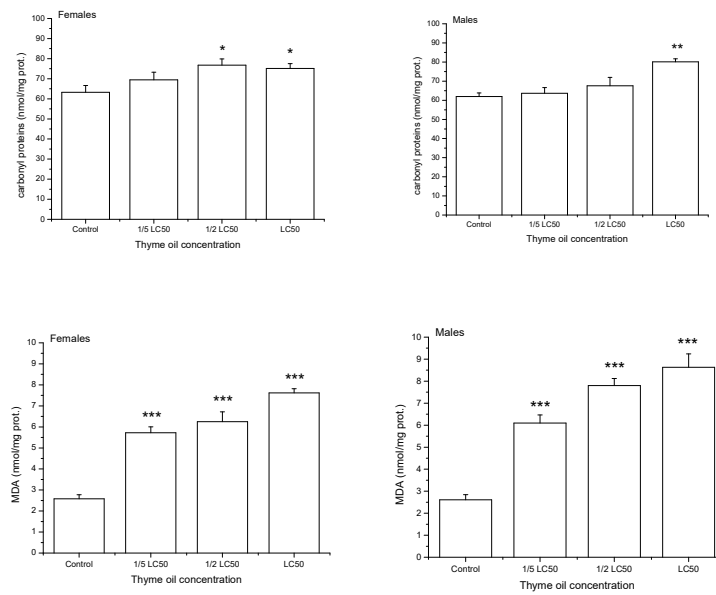 Females
100
90
80
70
60
50
40
30
20
10
0
carbonyl proteins (nmol/mg prot.)
*
*
Control
1/5 LC50
1/2 LC50
LC50
Thyme oil concentration
Males
100
90
80
70
60
50
40
30
20
10
0
carbonyl proteins (nmol/mg prot.)
**
Control
1/5 LC50
1/2 LC50
LC50
Thyme oil concentration
Females
10
9
8
7
6
5
4
3
2
1
0
MDA (nmol/mg prot.)
***
***
***
Control
1/5 LC50
1/2 LC50
LC50
Thyme oil concentration
Males
10
9
8
7
6
5
4
3
2
1
0
MDA (nmol/mg prot.)
***
***
***
Control
1/5 LC50
1/2 LC50
LC50
Thyme oil concentration